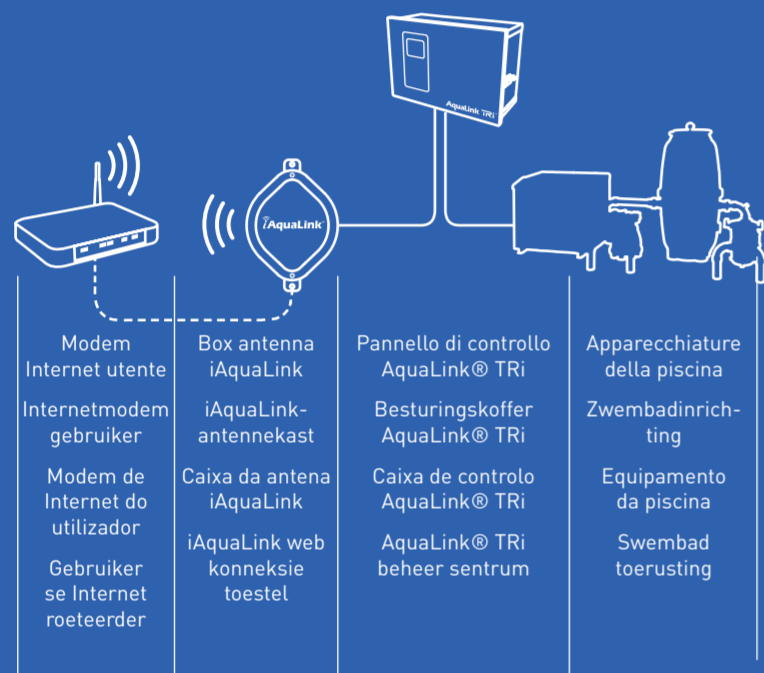 AquaLink TRi
iAquaLink
Modem
Internet utente
Internetmodem
gebruiker
Modem de
Internet do
utilizador
Gebruiker
se Internet
roeteerder
Box antenna
iAquaLink
iAquaLink-
antennekast
Caixa da antena
iAquaLink
iAquaLink web
konneksie
toestel
Pannello di controllo
AquaLink® TRi
Besturingskoffer
AquaLink® TRi
Caixa de controlo
AquaLink® TRi
AquaLink® TRi
beheer sentrum
Apparecchiature
della piscina
Zwembadinrich-
ting
Equipamento
da piscina
Swembad
toerusting